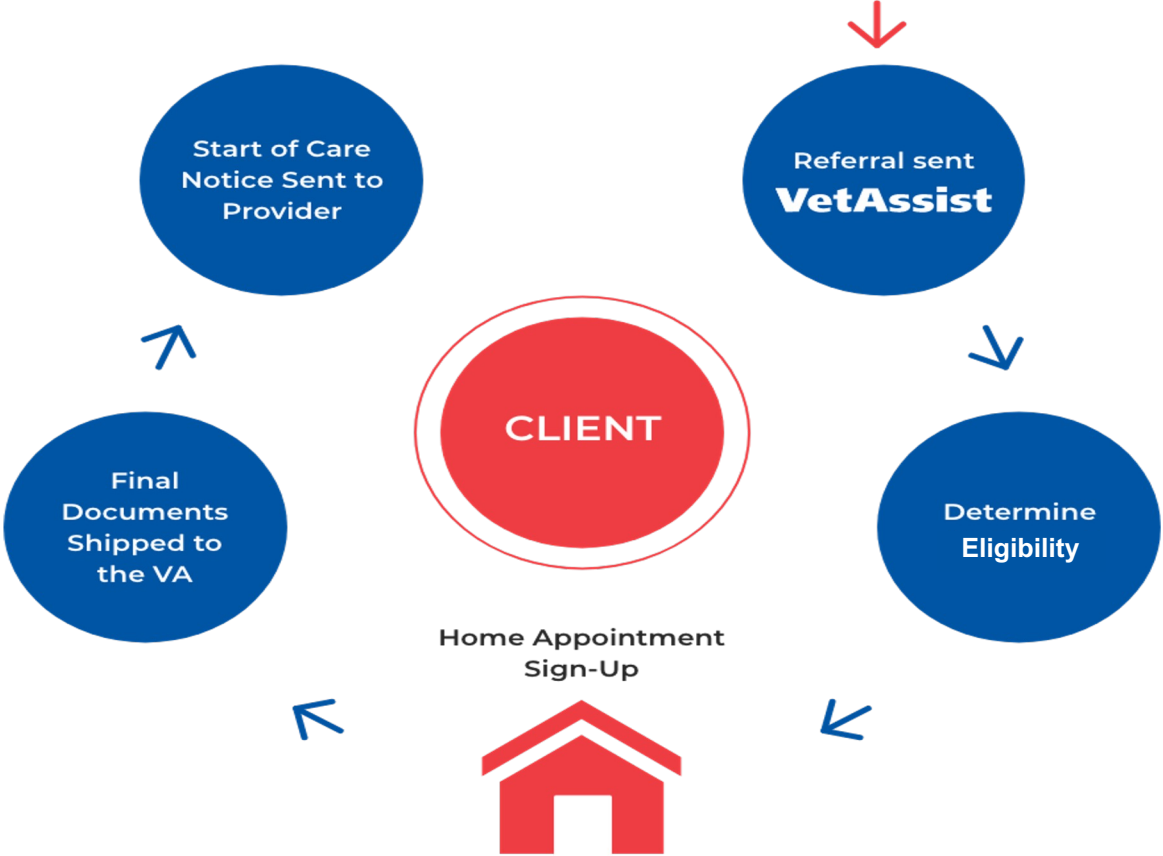 Referral sent
VetAssist
Determine
Eligibility
Home Appointment
Sign-Up
Final
Documents
Shipped to
the VA
Start of Care
Notice Sent to
Provider
CLIENT